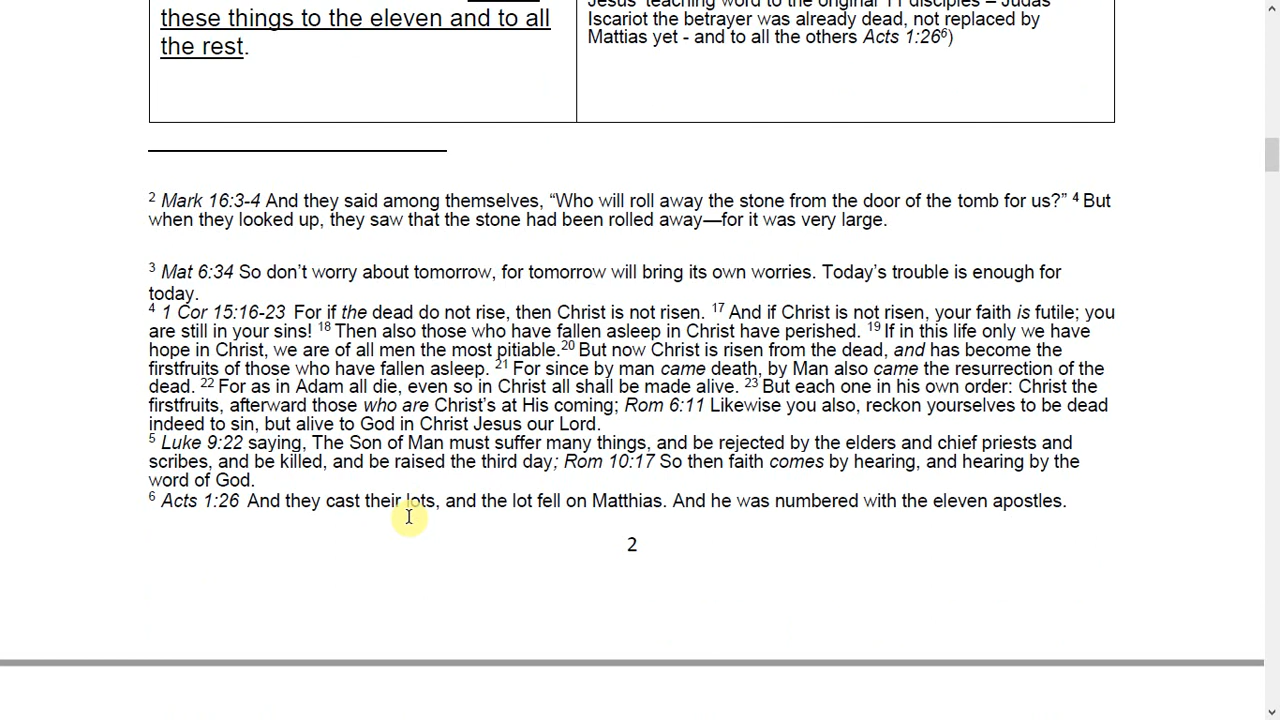 these things to the eleven and to all
the rest.
Jesus' teaching word to the original 11 disciples – Judas
Iscariot the betrayer was already dead, not replaced by
Mattias yet - and to all the others Acts 1:26⁶)
² Mark 16:3-4 And they said among themselves, “Who will roll away the stone from the door of the tomb for us?” ⁴ But
when they looked up, they saw that the stone had been rolled away—for it was very large.
³ Mat 6:34 So don’t worry about tomorrow, for tomorrow will bring its own worries. Today’s trouble is enough for
today.
⁴ 1 Cor 15:16-23 For if the dead do not rise, then Christ is not risen. ¹⁷ And if Christ is not risen, your faith is futile; you
are still in your sins! ¹⁸ Then also those who have fallen asleep in Christ have perished. ¹⁹ If in this life only we have
hope in Christ, we are of all men the most pitiable.²⁰ But now Christ is risen from the dead, and has become the
firstfruits of those who have fallen asleep. ²¹ For since by man came death, by Man also came the resurrection of the
dead. ²² For as in Adam all die, even so in Christ all shall be made alive. ²³ But each one in his own order: Christ the
firstfruits, afterward those who are Christ’s at His coming; Rom 6:11 Likewise you also, reckon yourselves to be dead
indeed to sin, but alive to God in Christ Jesus our Lord.
⁵ Luke 9:22 saying, The Son of Man must suffer many things, and be rejected by the elders and chief priests and
scribes, and be killed, and be raised the third day; Rom 10:17 So then faith comes by hearing, and hearing by the
word of God.
⁶ Acts 1:26 And they cast their lots, and the lot fell on Matthias. And he was numbered with the eleven apostles.
2